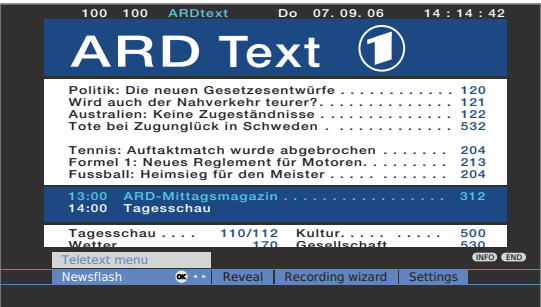 100 100 ARDtext Do 07. 09. 06 14 : 14 : 42
ARD Text 1
Politik: Die neuen Gesetzesentwürfe . . . . . . . . . . . . 120
Wird auch der Nahverkehr teurer?. . . . . . . . . . . . . . 121
Australien: Keine Zugeständnisse . . . . . . . . . . . . 122
Tote bei Zugunglück in Schweden . . . . . . . . . . . . 532
Tennis: Auftaktmatch wurde abgebrochen . . . . . . . 204
Formel 1: Neues Reglement für Motoren. . . . . . . . . 213
Fussball: Heimsieg für den Meister . . . . . . . . . . . 204
13:00 ARD-Mittagsmagazin . . . . . . . . . . . . . . . . . 312
14:00 Tagesschau
Tagesschau . . . . 110/112 Kultur. . . . . . . . . . 500
Wetter 170 Gesellschaft 530
Teletext menu INFO END
Newsflash OK Reveal Recording wizard Settings